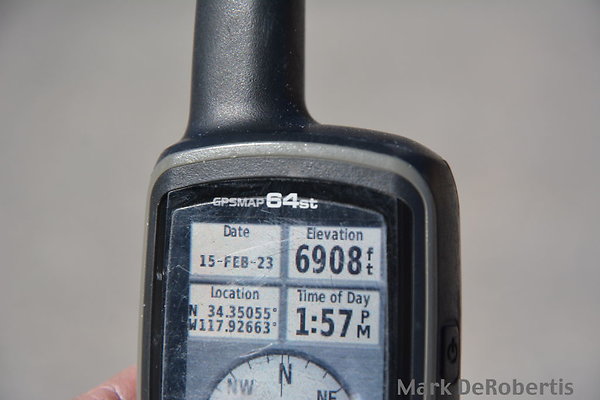 GPSMAP 64st
Date
15-FEB-23
Elevation
6908 ft
Location
N 34.35055°
W117.92663°
Time of Day
1:57 PM
NW N NE
Mark DeRobertis